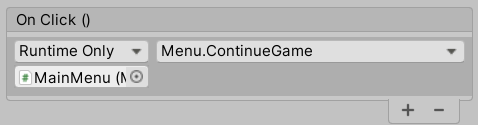 On Click ()
Runtime Only Menu.ContinueGame
MainMenu (M
+ −